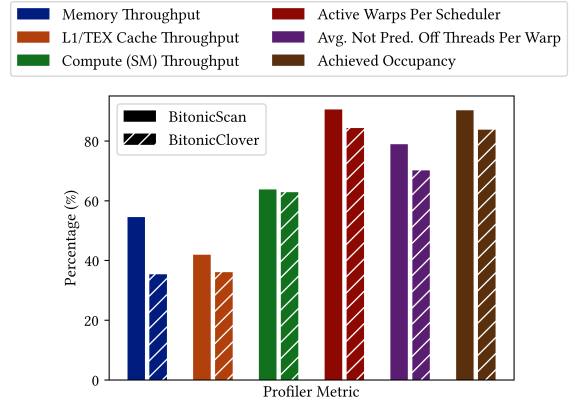 Memory Throughput
L1/TEX Cache Throughput
Compute (SM) Throughput
Active Warps Per Scheduler
Avg. Not Pred. Off Threads Per Warp
Achieved Occupancy
BitonicScan
BitonicClover
Percentage (%)
80
60
40
20
0
Profiler Metric